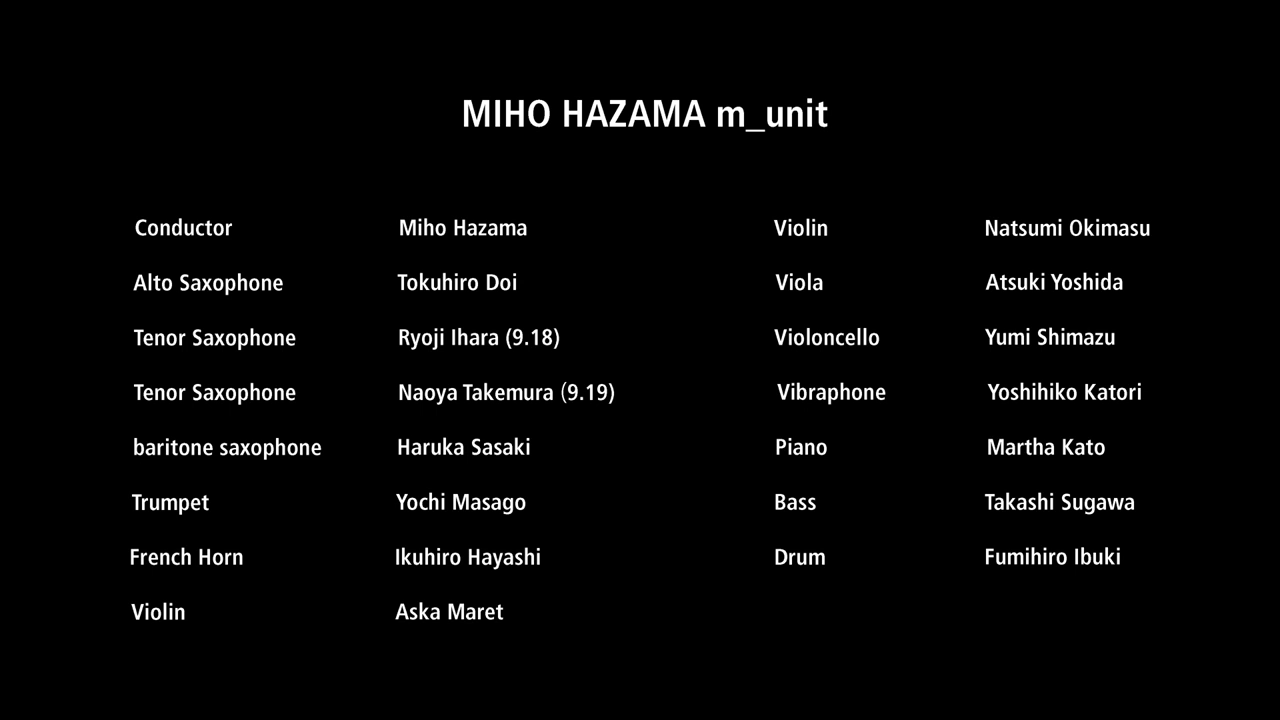 MIHO HAZAMA m_unit
Conductor Miho Hazama
Alto Saxophone Tokuhiro Doi
Tenor Saxophone Ryoji Ihara (9.18)
Tenor Saxophone Naoya Takemura (9.19)
baritone saxophone Haruka Sasaki
Trumpet Yochi Masago
French Horn Ikuhiro Hayashi
Violin Aska Maret
Violin Natsumi Okimasu
Viola Atsuki Yoshida
Violoncello Yumi Shimazu
Vibraphone Yoshihiko Katori
Piano Martha Kato
Bass Takashi Sugawa
Drum Fumihiro Ibuki